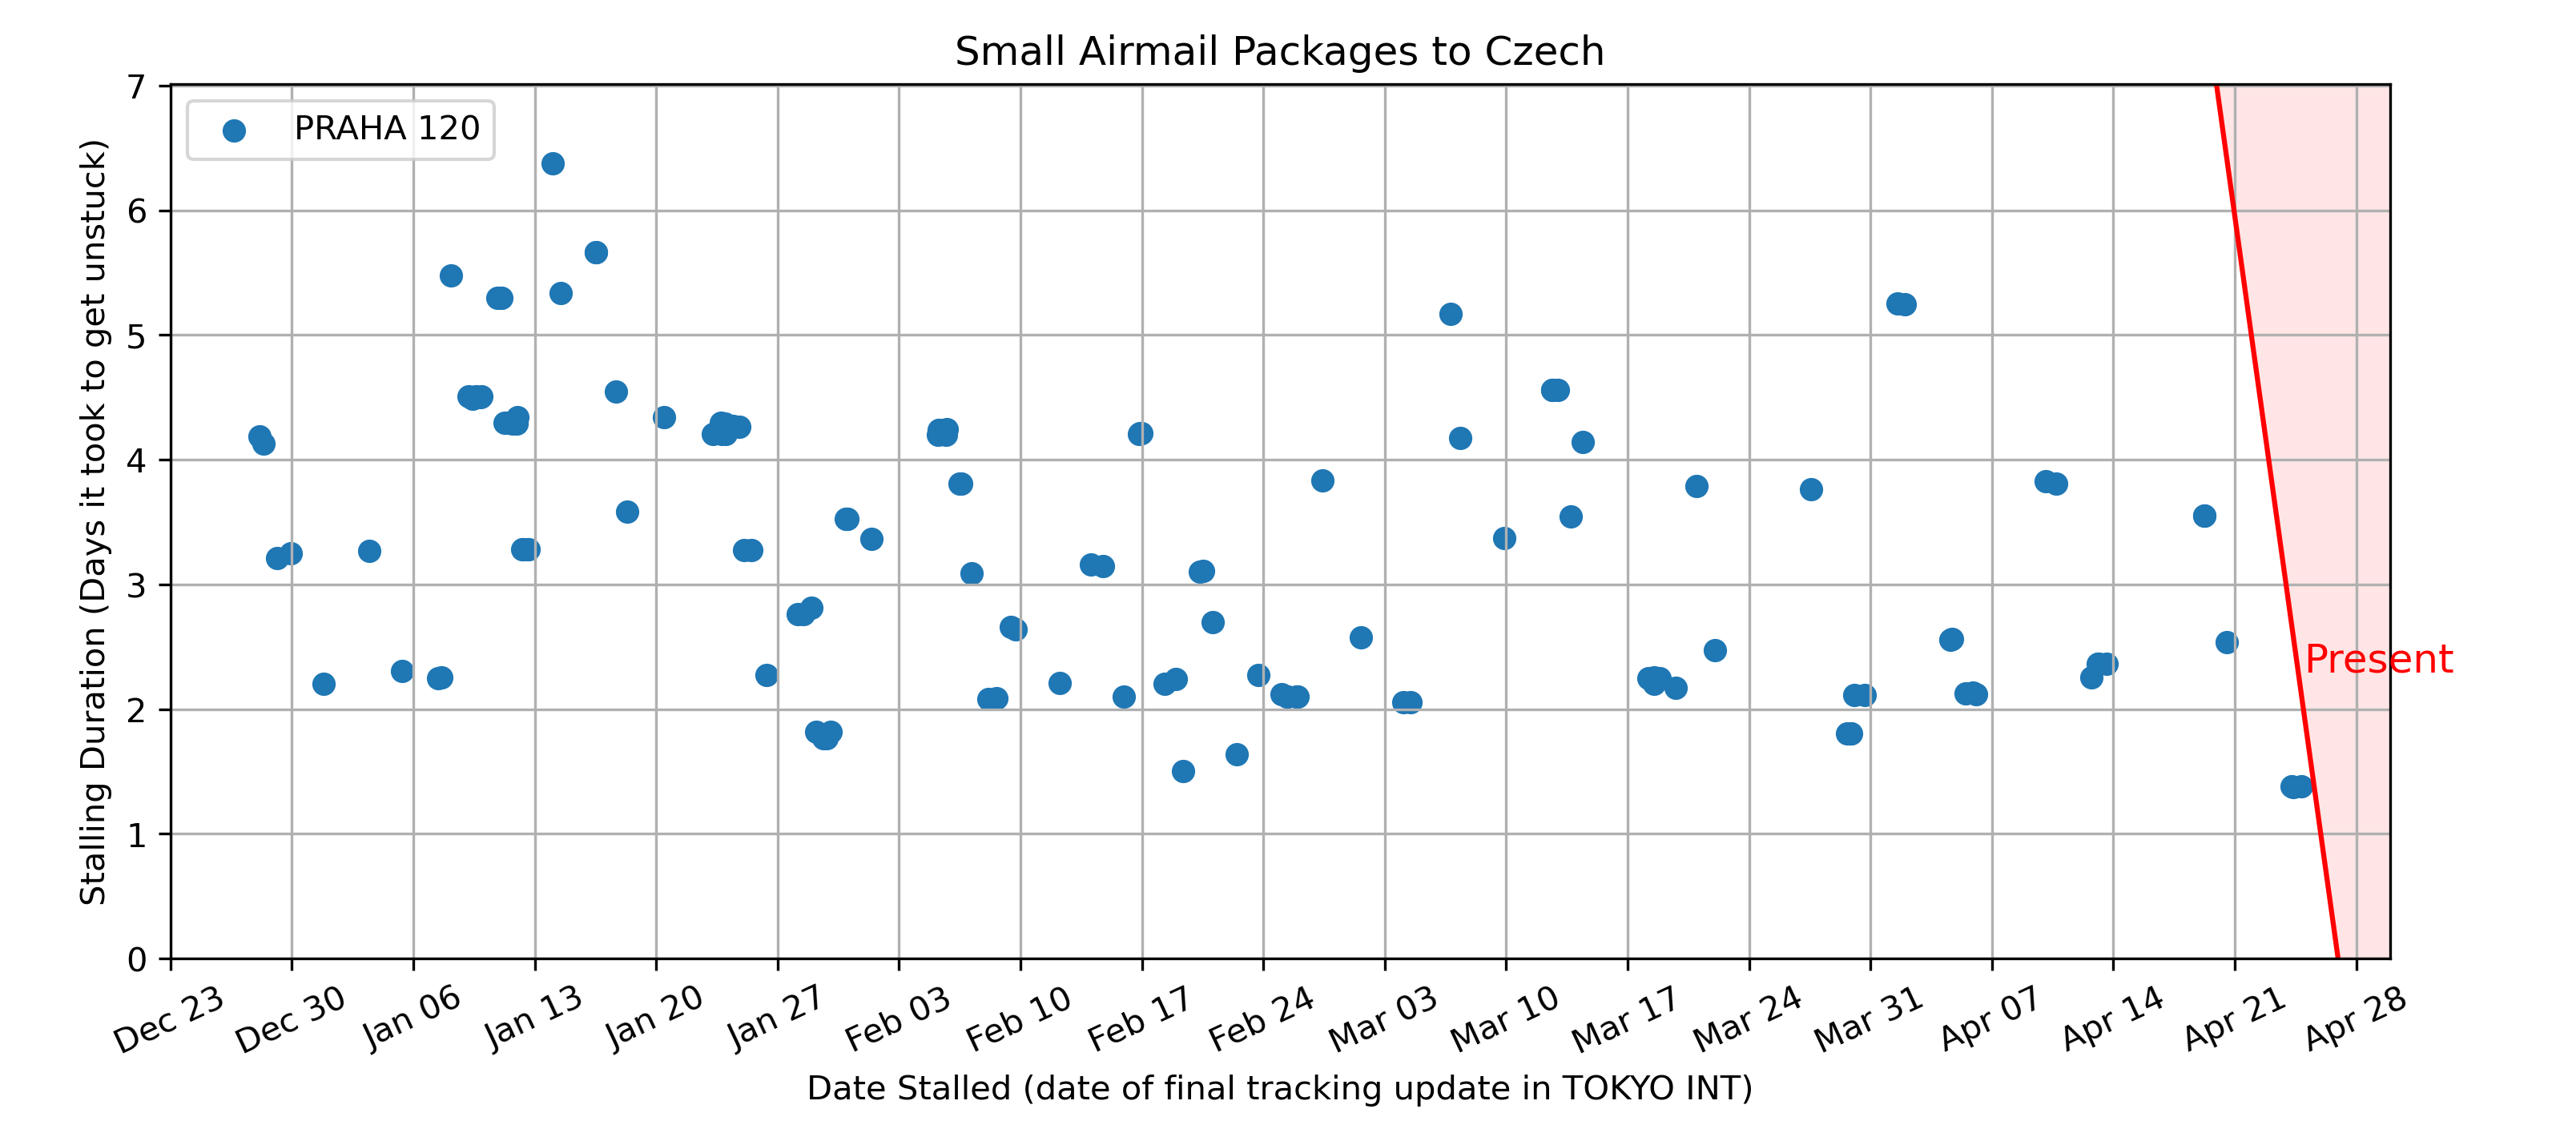 Small Airmail Packages to Czech
PRAHA 120
Stalling Duration (Days it took to get unstuck)
7
6
5
4
3
2
1
0
Present
Dec 23
Dec 30
Jan 06
Jan 13
Jan 20
Jan 27
Feb 03
Feb 10
Feb 17
Feb 24
Mar 03
Mar 10
Mar 17
Mar 24
Mar 31
Apr 07
Apr 14
Apr 21
Apr 28
Date Stalled (date of final tracking update in TOKYO INT)